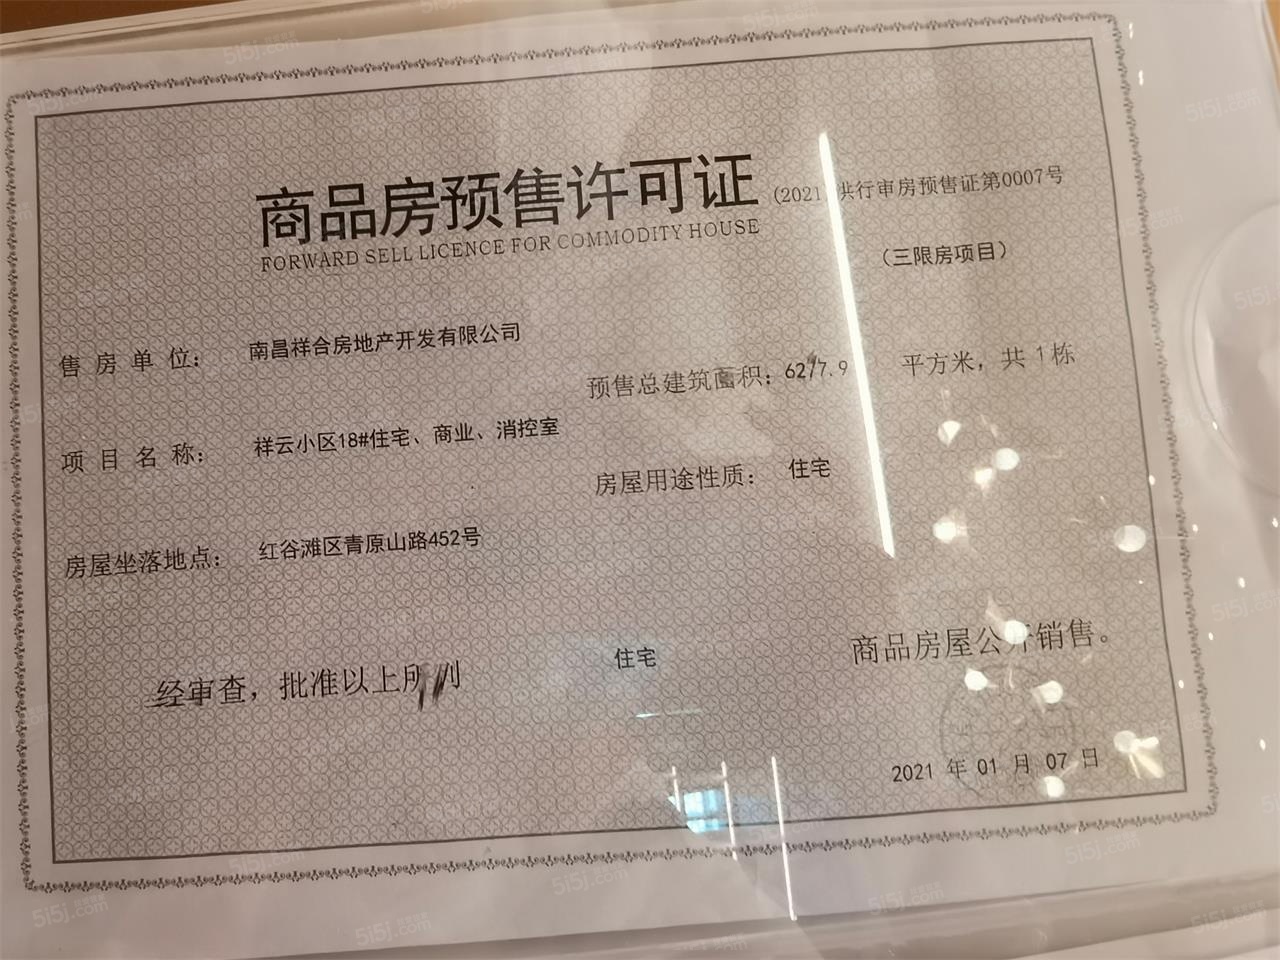 商品房预售许可证
(2021)洪行审房预售证第0007号
FORWARD SELL LICENCE FOR COMMODITY HOUSE
（三限房项目）
售房单位： 南昌祥合房地产开发有限公司
预售总建筑面积： 平方米，共 1 栋
项目名称： 祥云小区18#住宅、商业、消控室
房屋用途性质： 住宅
房屋坐落地点： 红谷滩区青原山路452号
经审查，批准以上所列 住宅 商品房屋公开销售。
2021 年 01 月 07 日
5i5j.com